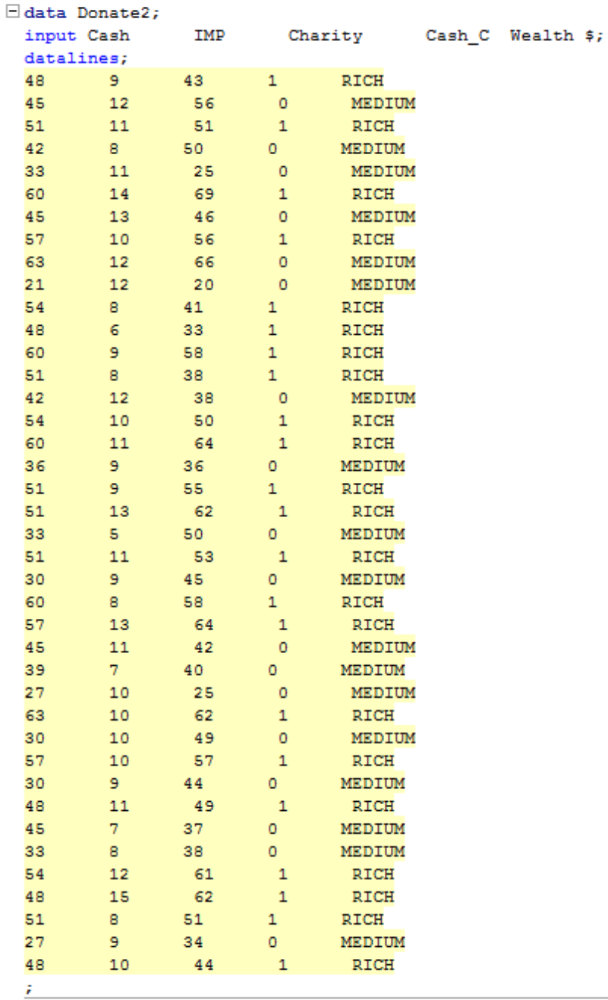 data Donate2;
input Cash IMP Charity Cash_C Wealth $;
datalines;
48 9 43 1 RICH
45 12 56 0 MEDIUM
51 11 51 1 RICH
42 8 50 0 MEDIUM
33 11 25 0 MEDIUM
60 14 69 1 RICH
45 13 46 0 MEDIUM
57 10 56 1 RICH
63 12 66 0 MEDIUM
21 12 20 0 MEDIUM
54 8 41 1 RICH
48 6 33 1 RICH
60 9 58 1 RICH
51 8 38 1 RICH
42 12 38 0 MEDIUM
54 10 50 1 RICH
60 11 64 1 RICH
36 9 36 0 MEDIUM
51 9 55 1 RICH
51 13 62 1 RICH
33 5 50 0 MEDIUM
51 11 53 1 RICH
30 9 45 0 MEDIUM
60 8 58 1 RICH
57 13 64 1 RICH
45 11 42 0 MEDIUM
39 7 40 0 MEDIUM
27 10 25 0 MEDIUM
63 10 62 1 RICH
30 10 49 0 MEDIUM
57 10 57 1 RICH
30 9 44 0 MEDIUM
48 11 49 1 RICH
45 7 37 0 MEDIUM
33 8 38 0 MEDIUM
54 12 61 1 RICH
48 15 62 1 RICH
51 8 51 1 RICH
27 9 34 0 MEDIUM
48 10 44 1 RICH
;